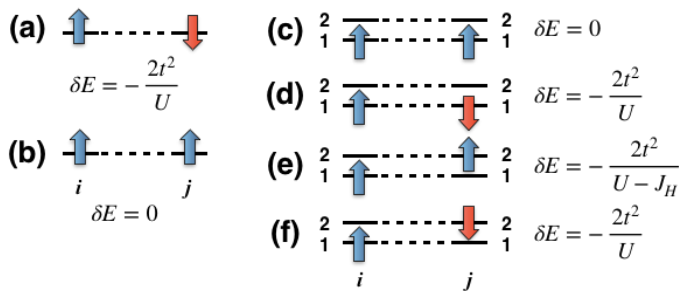 (a)
δE = − 2t²/U
(b)
i j
δE = 0
(c) 2 2 δE = 0
1 1
(d) 2 2 δE = − 2t²/U
1 1
(e) 2 2 δE = − 2t²/(U − J_H)
1 1
(f) 2 2 δE = − 2t²/U
1 1
i j